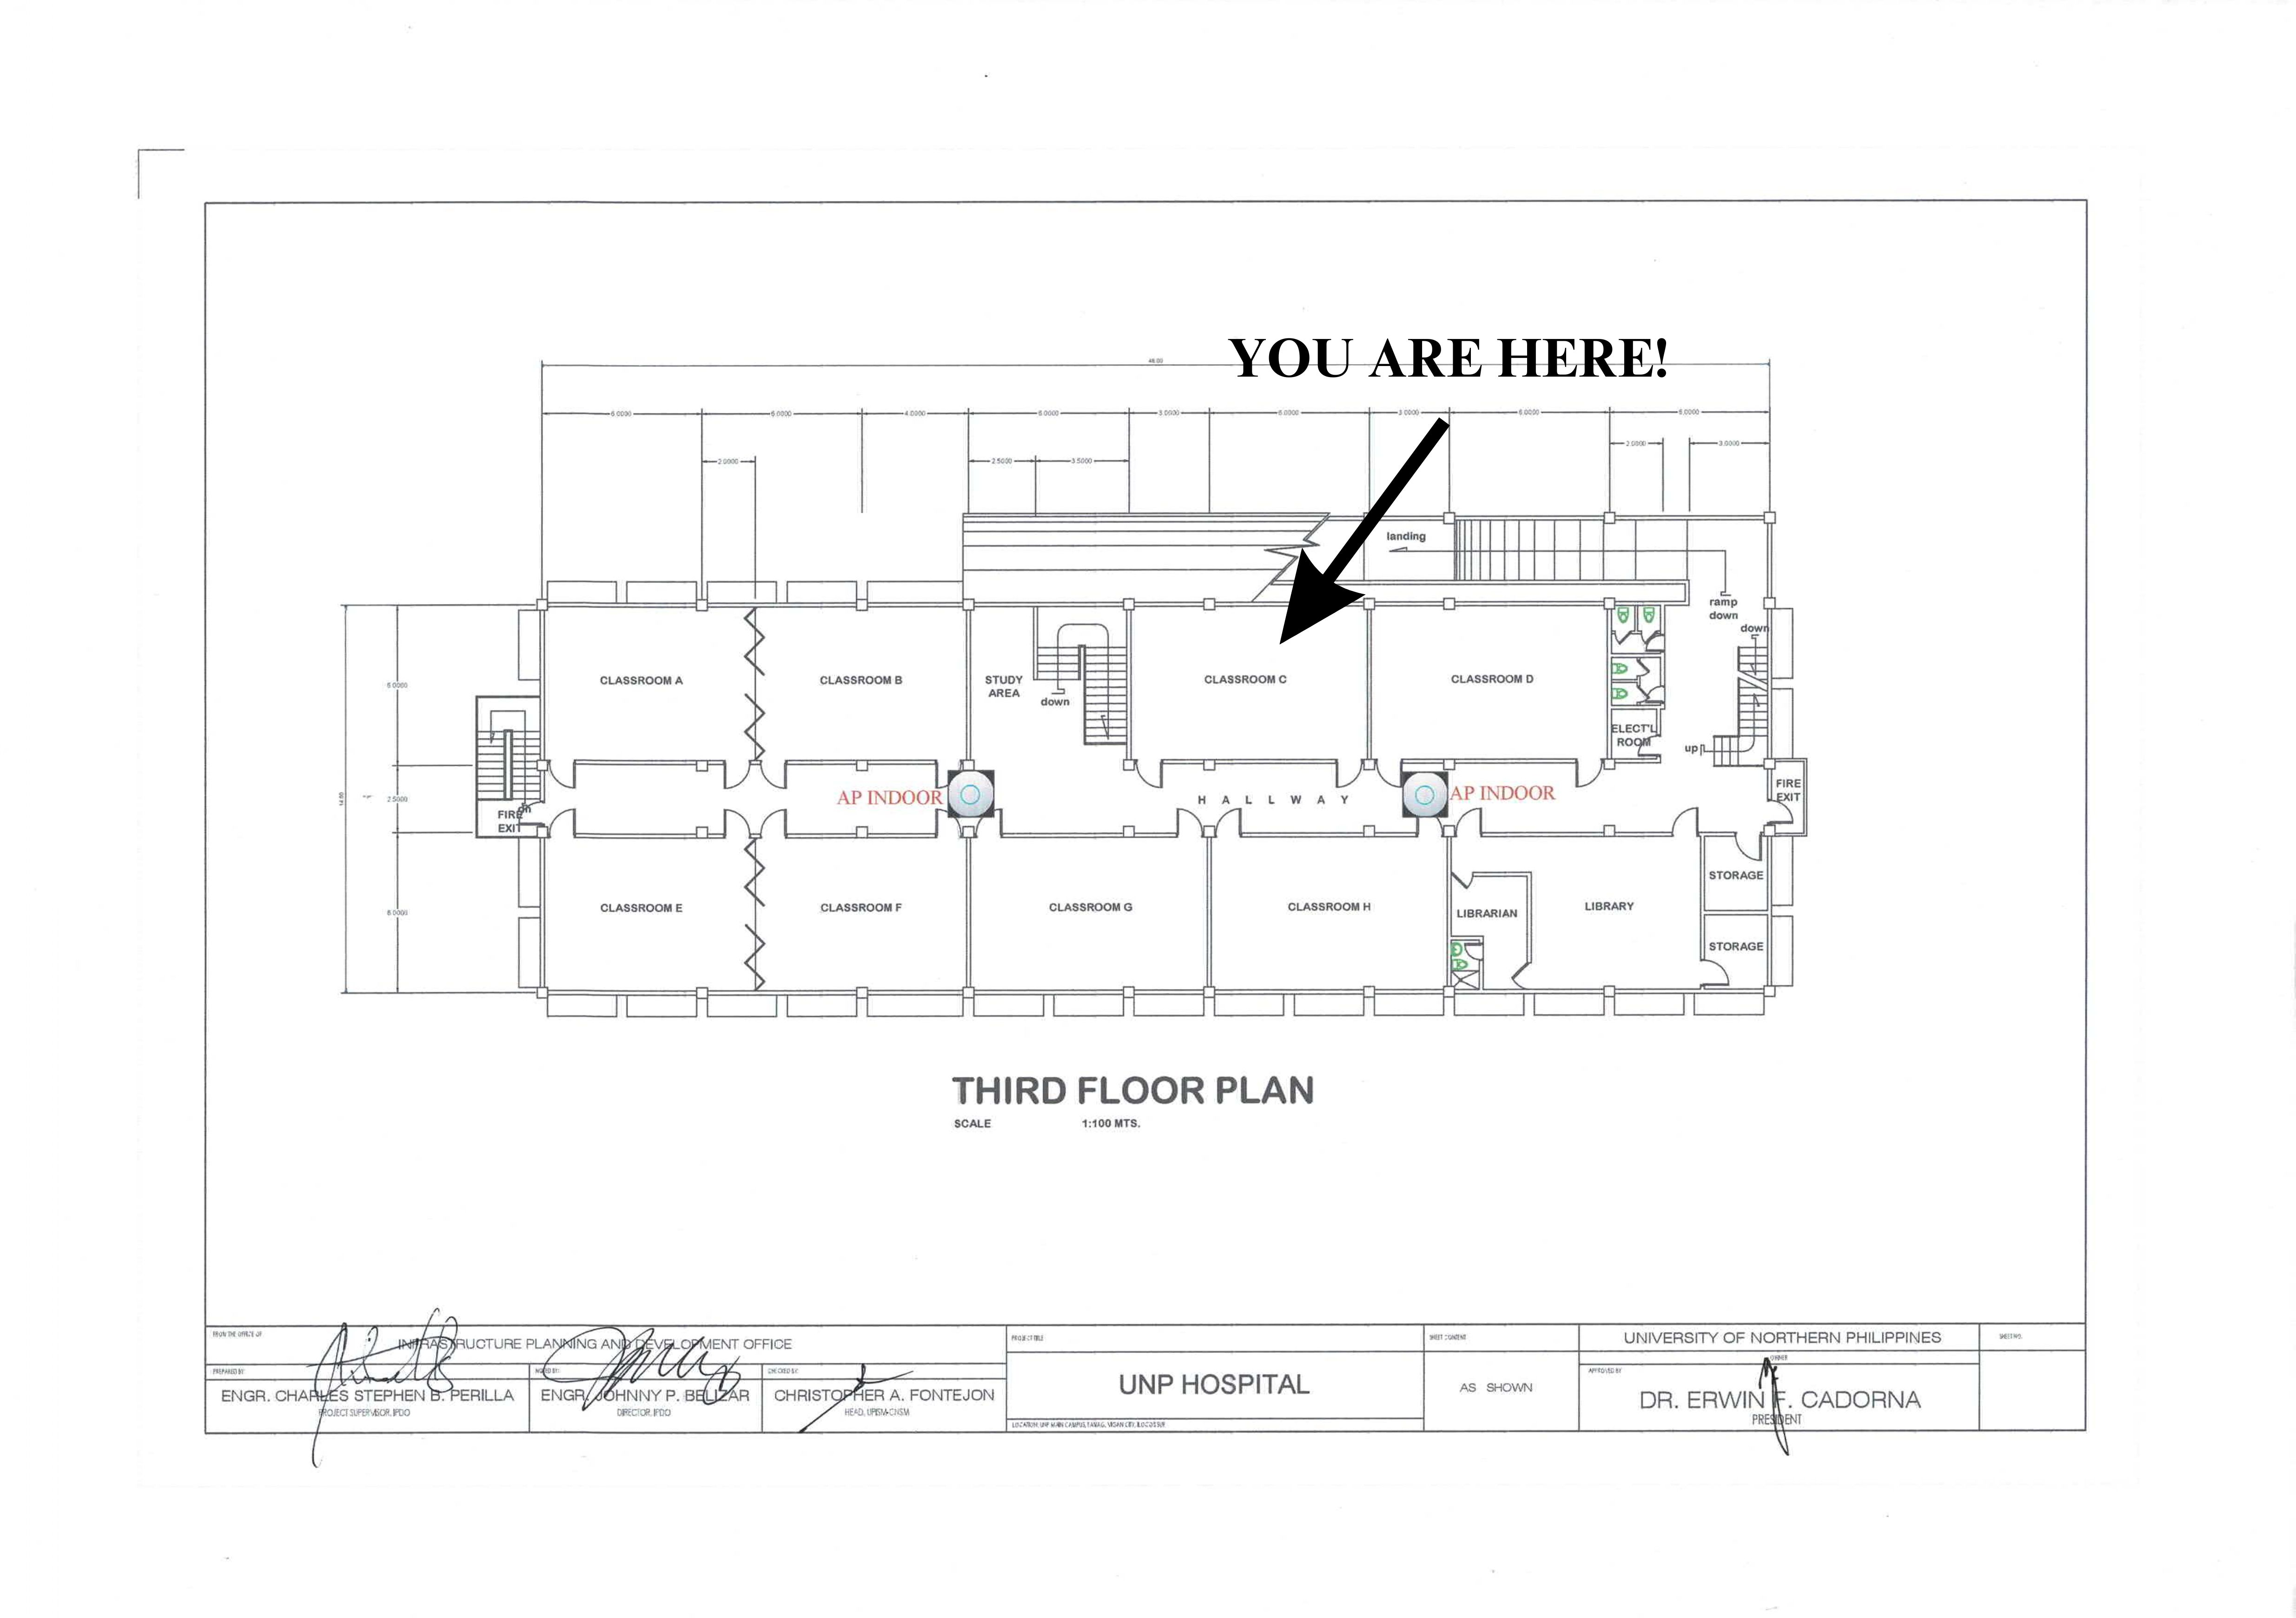 YOU ARE HERE!
48.00
6.0000 6.0000 4.0000 6.0000 3.0000 6.0000 3.0000 6.0000 6.0000
2.0000 3.0000
2.0000 2.5000 3.5000
landing
ramp
down
down
CLASSROOM A
CLASSROOM B
STUDY
AREA
down
CLASSROOM C
CLASSROOM D
6.0000
ELECT'L
ROOM
up
AP INDOOR
HALLWAY
AP INDOOR
FIRE
EXIT
2.5000
14.50
dn
FIRE
EXIT
CLASSROOM E
CLASSROOM F
CLASSROOM G
CLASSROOM H
LIBRARIAN
LIBRARY
STORAGE
STORAGE
6.0000
THIRD FLOOR PLAN
SCALE 1:100 MTS.
FROM THE OFFICE OF
INFRASTRUCTURE PLANNING AND DEVELOPMENT OFFICE
PREPARED BY:
ENGR. CHARLES STEPHEN B. PERILLA
PROJECT SUPERVISOR, IPDO
NOTED BY:
ENGR. JOHNNY P. BELIZAR
DIRECTOR, IPDO
CHECKED BY:
CHRISTOPHER A. FONTEJON
HEAD, UPISM-CNSM
PROJECT TITLE
UNP HOSPITAL
LOCATION: UNP MAIN CAMPUS, TAMAG, VIGAN CITY, ILOCOS SUR
SHEET CONTENT
AS SHOWN
UNIVERSITY OF NORTHERN PHILIPPINES
OWNER
APPROVED BY
DR. ERWIN F. CADORNA
PRESIDENT
SHEET NO.